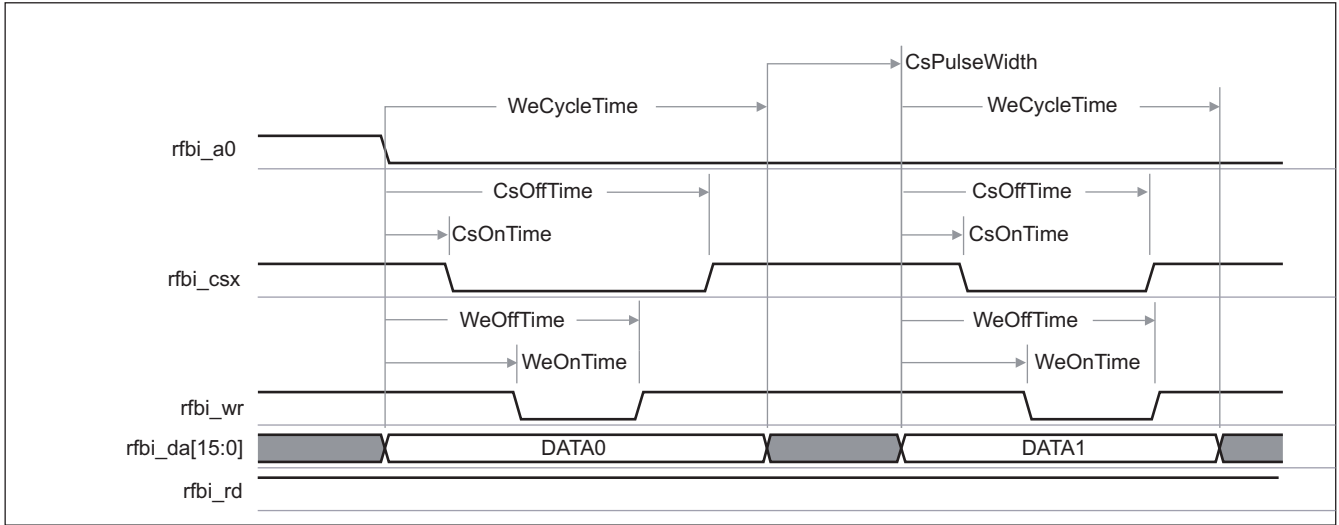 CsPulseWidth
WeCycleTime WeCycleTime
rfbi_a0
CsOffTime CsOffTime
CsOnTime CsOnTime
rfbi_csx
WeOffTime WeOffTime
WeOnTime WeOnTime
rfbi_wr
rfbi_da[15:0] DATA0 DATA1
rfbi_rd